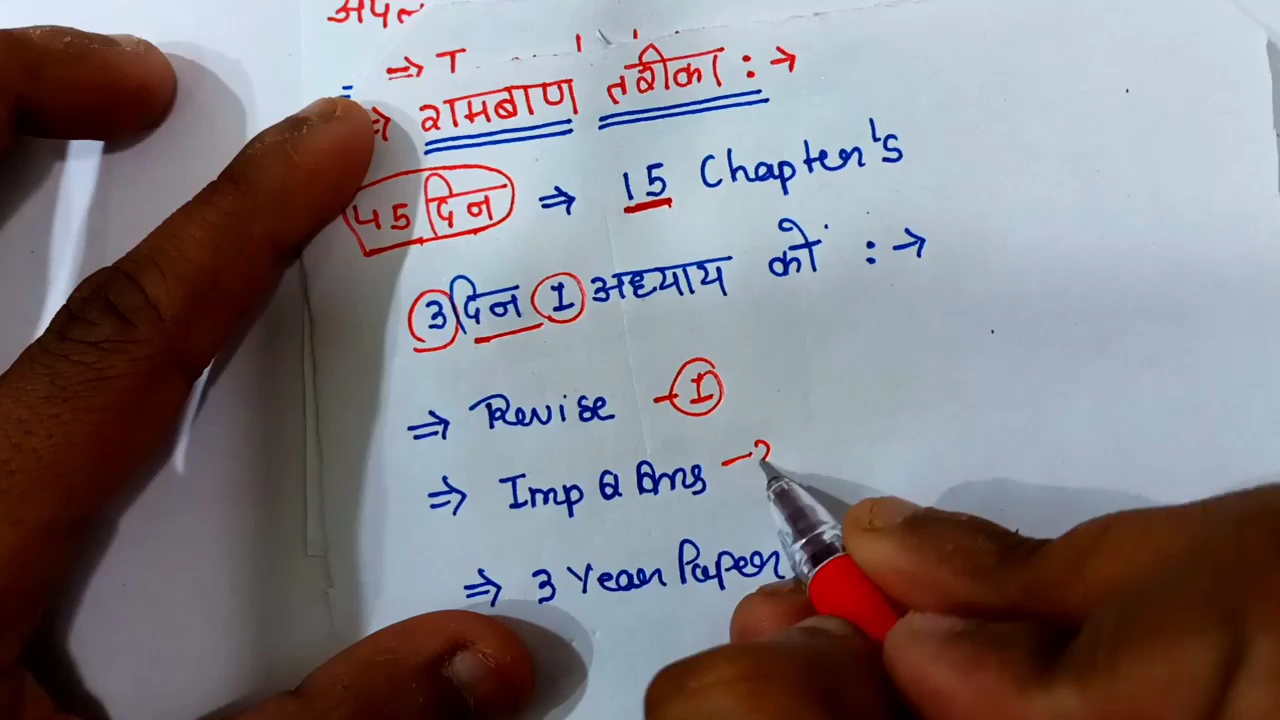 ⇒ T
⇒ रामबाण तरीका :→
45 दिन ⇒ 15 Chapter's
3 दिन 1 अध्याय को :→
⇒ Revise - 1
⇒ Imp Q Ans - 2
⇒ 3 Year Paper